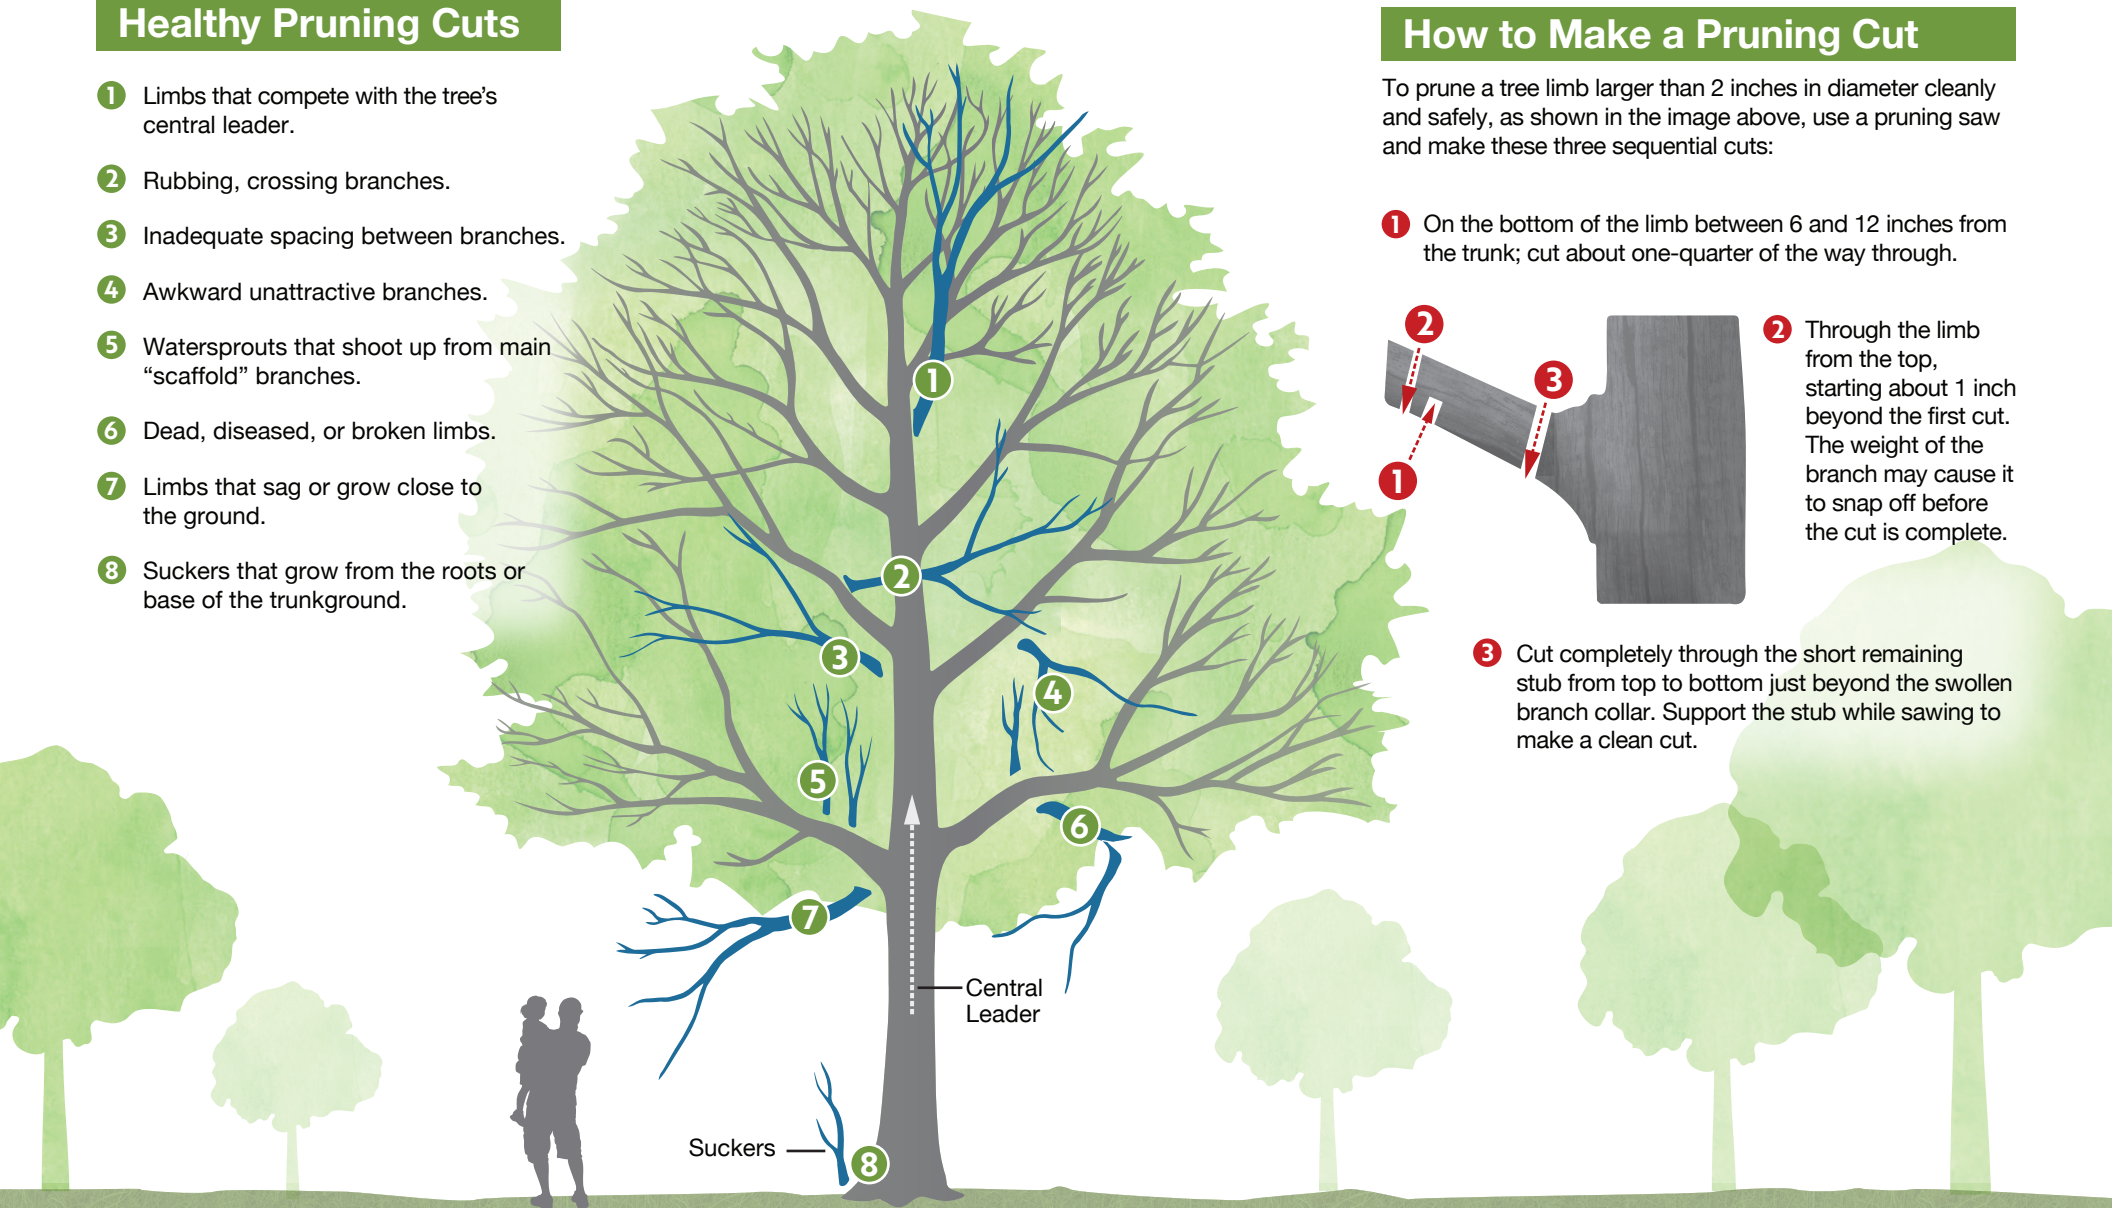 Healthy Pruning Cuts
1 Limbs that compete with the tree's
central leader.
2 Rubbing, crossing branches.
3 Inadequate spacing between branches.
4 Awkward unattractive branches.
5 Watersprouts that shoot up from main
“scaffold” branches.
6 Dead, diseased, or broken limbs.
7 Limbs that sag or grow close to
the ground.
8 Suckers that grow from the roots or
base of the trunkground.
1
2
3
4
5
6
7
Central
Leader
Suckers
8
How to Make a Pruning Cut
To prune a tree limb larger than 2 inches in diameter cleanly
and safely, as shown in the image above, use a pruning saw
and make these three sequential cuts:
1 On the bottom of the limb between 6 and 12 inches from
the trunk; cut about one-quarter of the way through.
2
3
1
2 Through the limb
from the top,
starting about 1 inch
beyond the first cut.
The weight of the
branch may cause it
to snap off before
the cut is complete.
3 Cut completely through the short remaining
stub from top to bottom just beyond the swollen
branch collar. Support the stub while sawing to
make a clean cut.